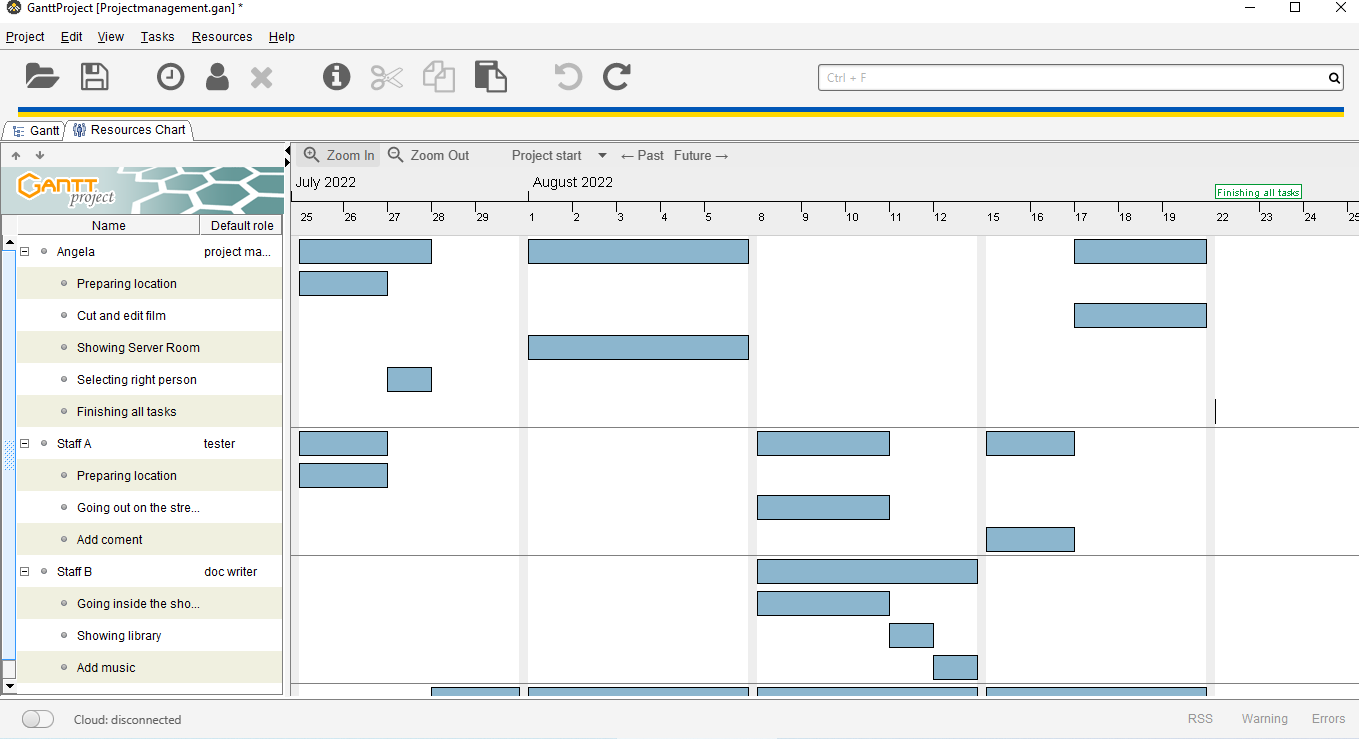 GanttProject [Projectmanagement.gan] *
Project Edit View Tasks Resources Help
Ctrl + F
Gantt Resources Chart
Zoom In Zoom Out Project start ← Past Future →
GANTT project
July 2022 August 2022
Finishing all tasks
25 26 27 28 29 1 2 3 4 5 8 9 10 11 12 15 16 17 18 19 22 23 24 25
Name Default role
Angela project ma...
Preparing location
Cut and edit film
Showing Server Room
Selecting right person
Finishing all tasks
Staff A tester
Preparing location
Going out on the stre...
Add coment
Staff B doc writer
Going inside the sho...
Showing library
Add music
Cloud: disconnected RSS Warning Errors